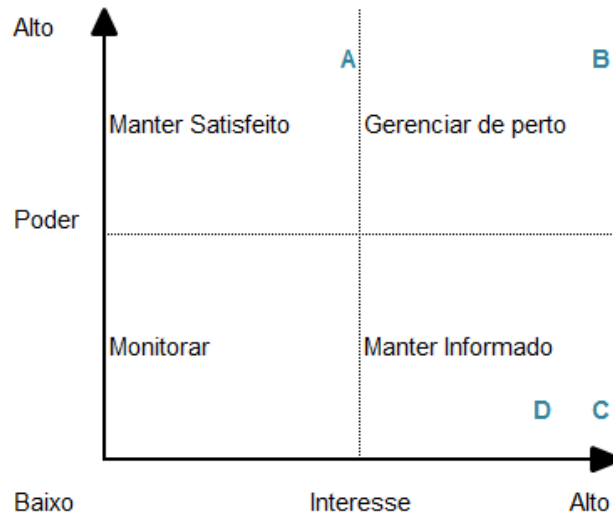 Alto
A
B
Manter Satisfeito
Gerenciar de perto
Poder
Monitorar
Manter Informado
D
C
Baixo
Interesse
Alto